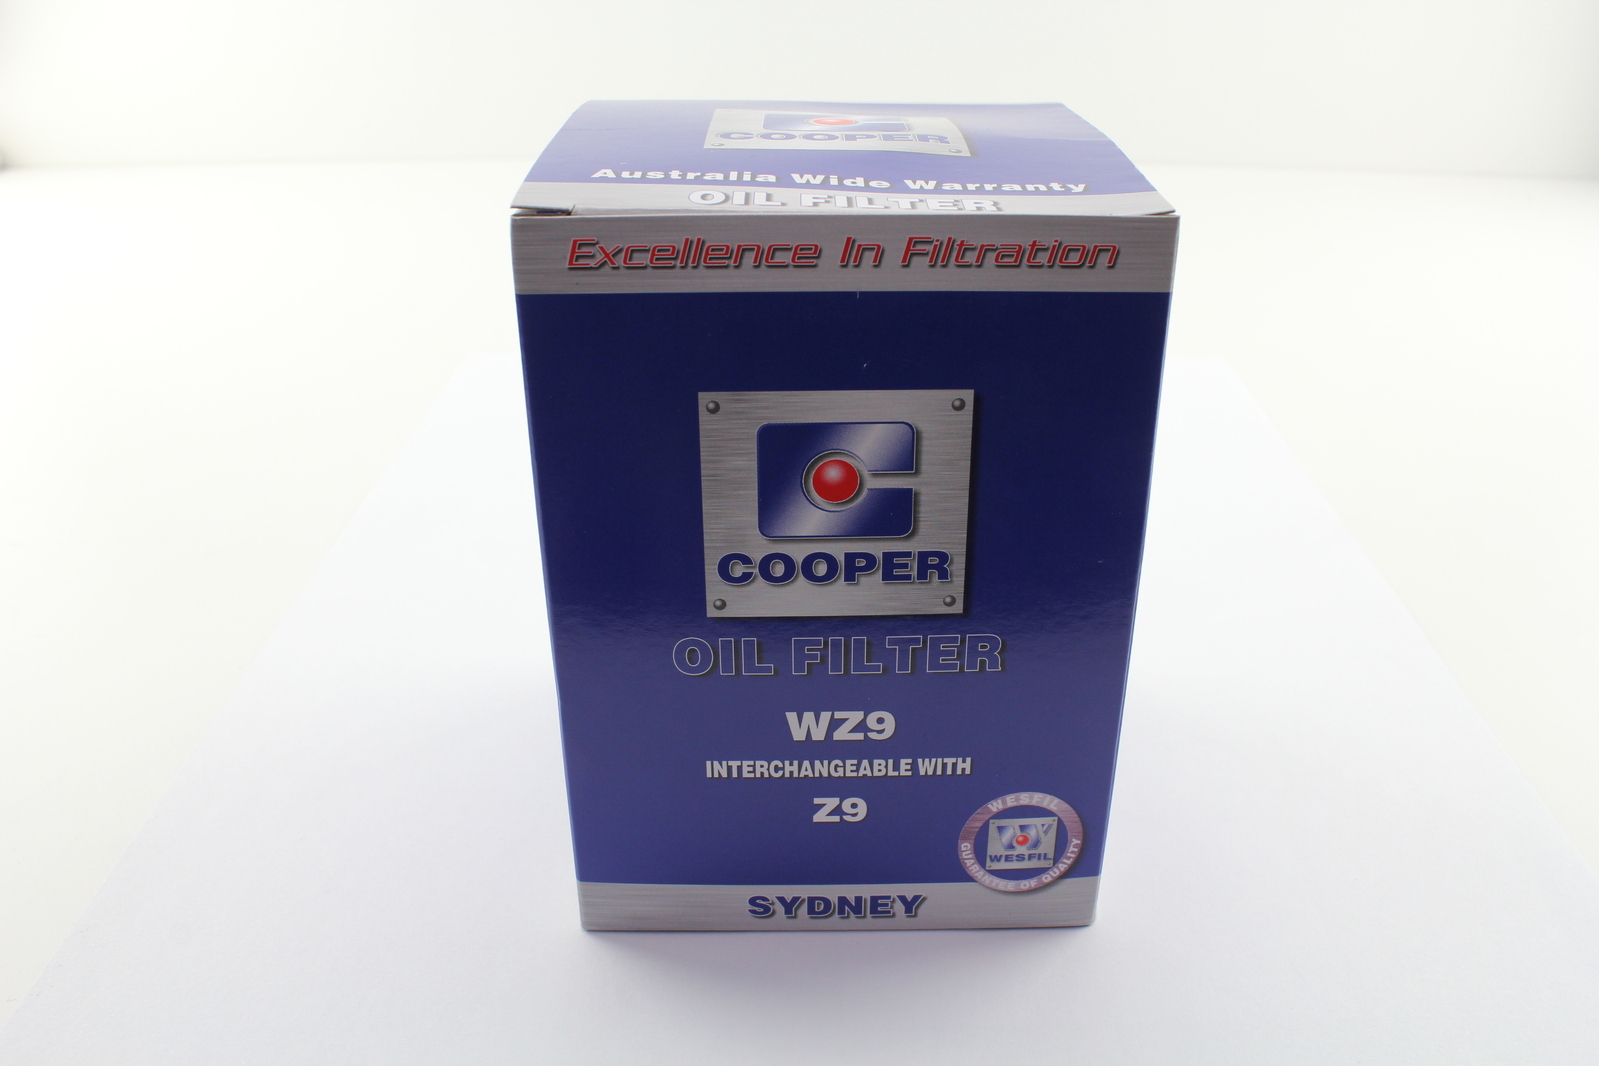 COOPER
Australia Wide Warranty
OIL FILTER
Excellence In Filtration
COOPER
OIL FILTER
WZ9
INTERCHANGEABLE WITH
Z9
WESFIL
WESFIL
GUARANTEE OF QUALITY
SYDNEY